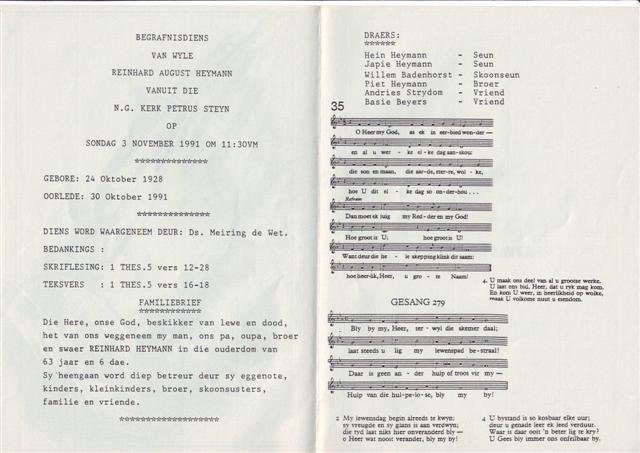 BEGRAFNISDIENS
VAN WYLE
REINHARD AUGUST HEYMANN
VANUIT DIE
N.G. KERK PETRUS STEYN
OP
SONDAG 3 NOVEMBER 1991 OM 11:30VM
**************
GEBORE: 24 Oktober 1928
OORLEDE: 30 Oktober 1991
**************
DIENS WORD WAARGENEEM DEUR: Ds. Meiring de Wet.
BEDANKINGS :
SKRIFLESING: 1 THES.5 vers 12-28
TEKSVERS : 1 THES.5 vers 16-18
FAMILIEBRIEF
************
Die Here, onse God, beskikker van lewe en dood,
het van ons weggeneem my man, ons pa, oupa, broer
en swaer REINHARD HEYMANN in die ouderdom van
63 jaar en 6 dae.
Sy heengaan word diep betreur deur sy eggenote,
kinders, kleinkinders, broer, skoonsusters,
familie en vriende.
*******************
DRAERS:
******
Hein Heymann - Seun
Japie Heymann - Seun
Willem Badenhorst - Skoonseun
Piet Heymann - Broer
Andries Strydom - Vriend
Basie Beyers - Vriend
35
O Heer my God, as ek in eer-bied won-der —
en al u wer - ke el - ke dag aan-skou:
die son en maan, die aar-de, ster-re, wol-ke,
hoe U dit el - ke dag so on-der-hou . . .
Refrein
Dan moet ek juig my Red-der en my God!
Hoe groot is U; hoe groot is U!
Want deur die he - le skepping klink dit saam:
hoe heer-lik, Heer, u gro - te Naam!
4. U maak ons deel van al u grootse werke.
U laat ons bid, Heer, dat u ryk mag kom,
En kom U weer, in heerlikheid op wolke,
maak U volkome nuut u eiendom.
GESANG 279
Bly by my, Heer, ter - wyl die skemer daal;
laat steeds u lig my lewenspad be-straal!
Daar is geen an - der hulp of troos vir my —
Hulp van die hul-pe-lose, bly my by!
2 My lewensdag begin alreeds te kwyn:
sy vreugde en sy glans is aan verdwyn;
die tyd laat niks hier onveranderd bly —
o Heer wat nooit verander, bly my by!
4 U bystand is so kosbaar elke uur;
deur u genade leer ek leed verduur.
Waar is daar ooit 'n beter lig te kry?
U Gees bly immer ons onfeilbaar by.